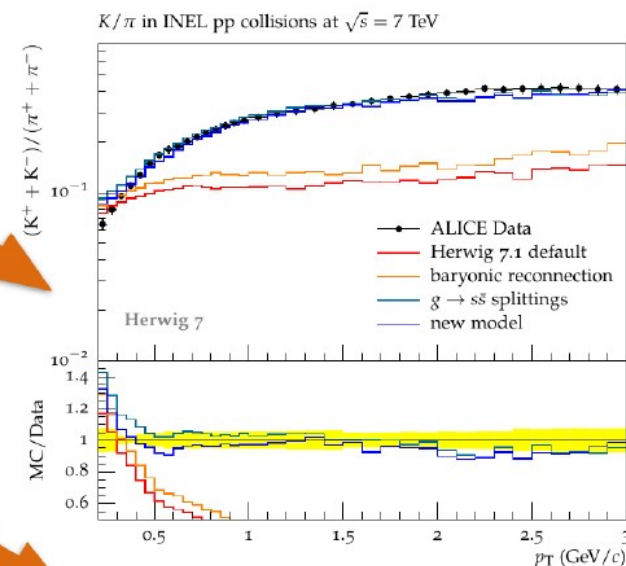 K/π in INEL pp collisions at √s = 7 TeV
(K⁺ + K⁻)/(π⁺ + π⁻)
10⁻¹
ALICE Data
Herwig 7.1 default
baryonic reconnection
g → ss̄ splittings
new model
Herwig 7
10⁻²
MC/Data
1.4
1.2
1
0.8
0.6
0.5 1 1.5 2 2.5 3
p_T (GeV/c)